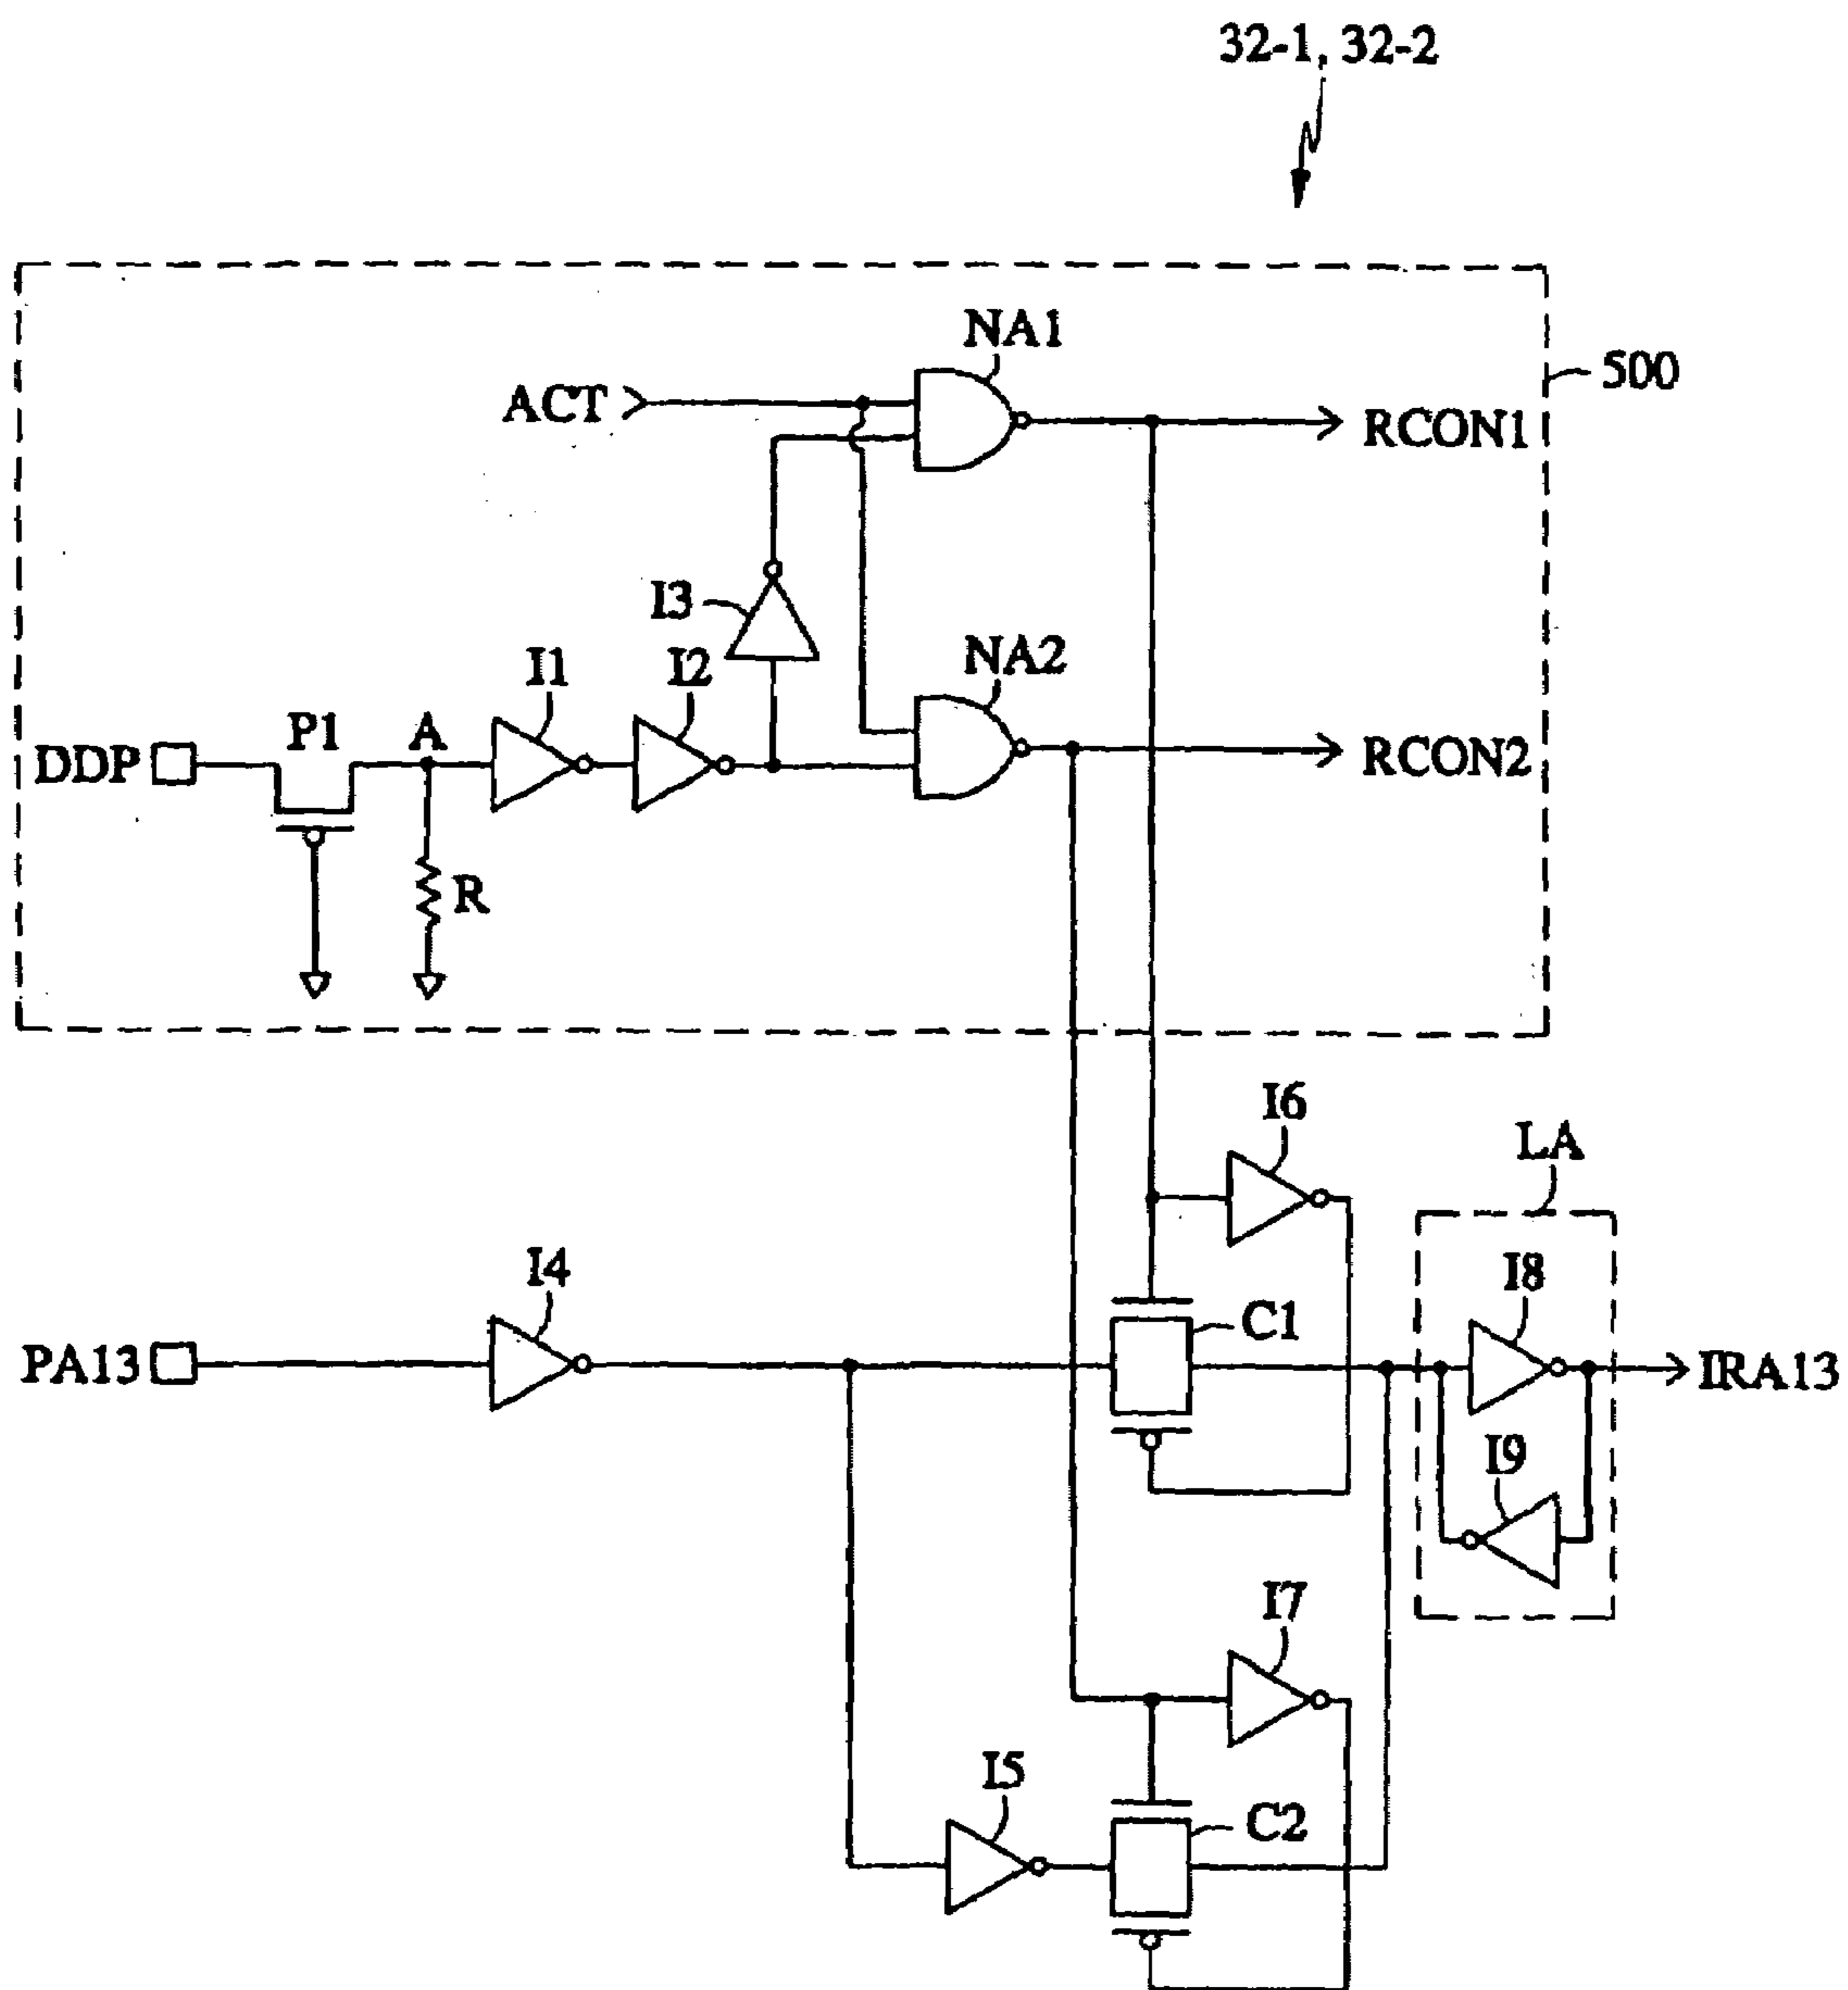 32-1, 32-2
NA1
500
ACT
RCON1
I3
I1
I2
NA2
P1
A
DDP
RCON2
R
I6
LA
I4
I8
C1
PA13
IRA13
I9
I7
I5
C2